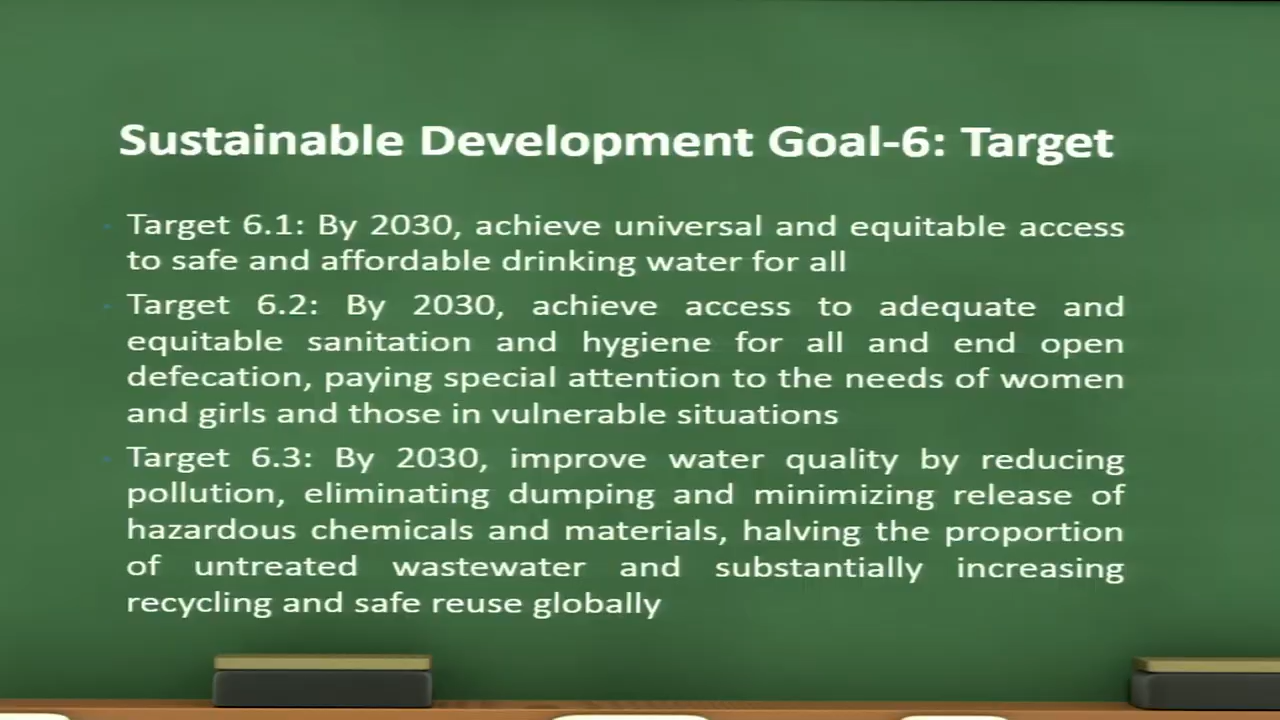 Sustainable Development Goal-6: Target
Target 6.1: By 2030, achieve universal and equitable access
to safe and affordable drinking water for all
Target 6.2: By 2030, achieve access to adequate and
equitable sanitation and hygiene for all and end open
defecation, paying special attention to the needs of women
and girls and those in vulnerable situations
Target 6.3: By 2030, improve water quality by reducing
pollution, eliminating dumping and minimizing release of
hazardous chemicals and materials, halving the proportion
of untreated wastewater and substantially increasing
recycling and safe reuse globally